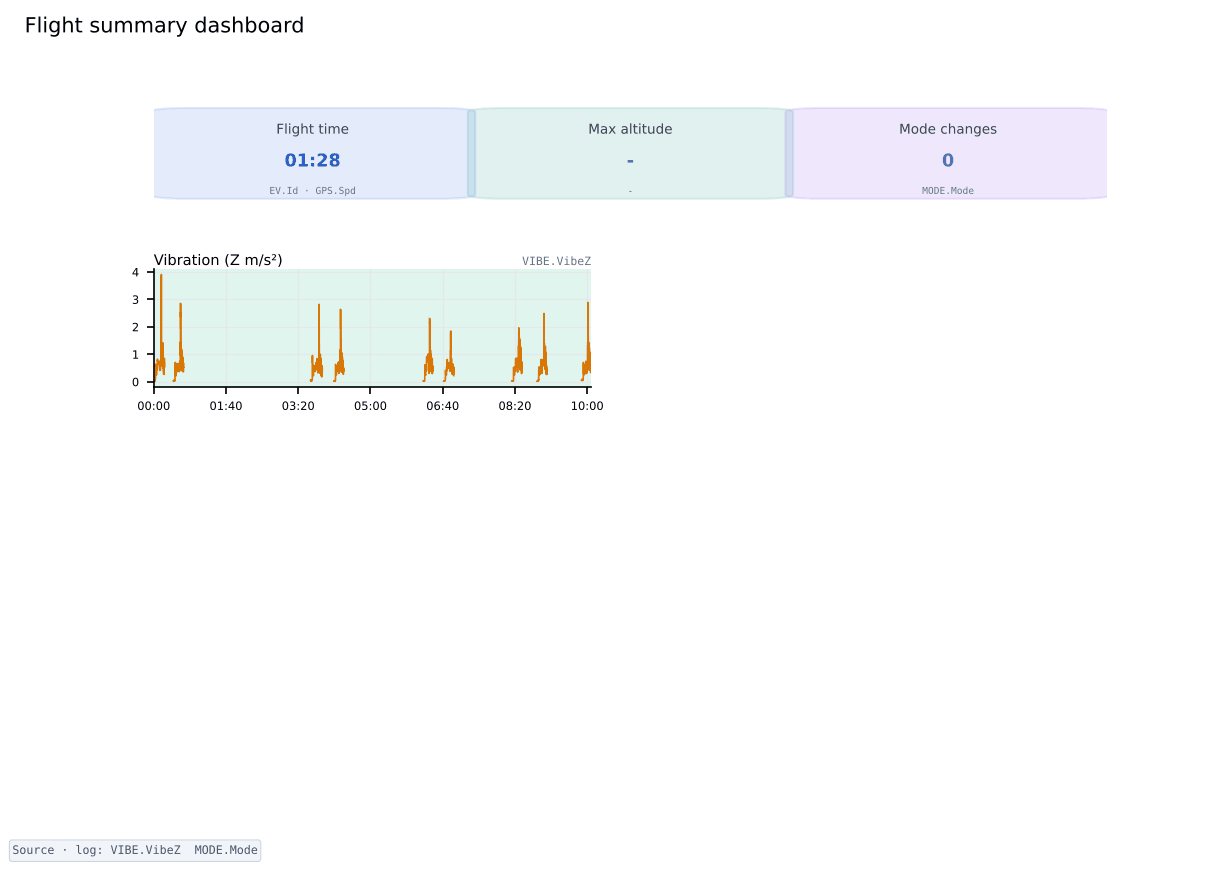 Flight summary dashboard
Flight time
01:28
EV.Id · GPS.Spd
Max altitude
-
-
Mode changes
0
MODE.Mode
Vibration (Z m/s²)
VIBE.VibeZ
4
3
2
1
0
00:00 01:40 03:20 05:00 06:40 08:20 10:00
Source · log: VIBE.VibeZ  MODE.Mode